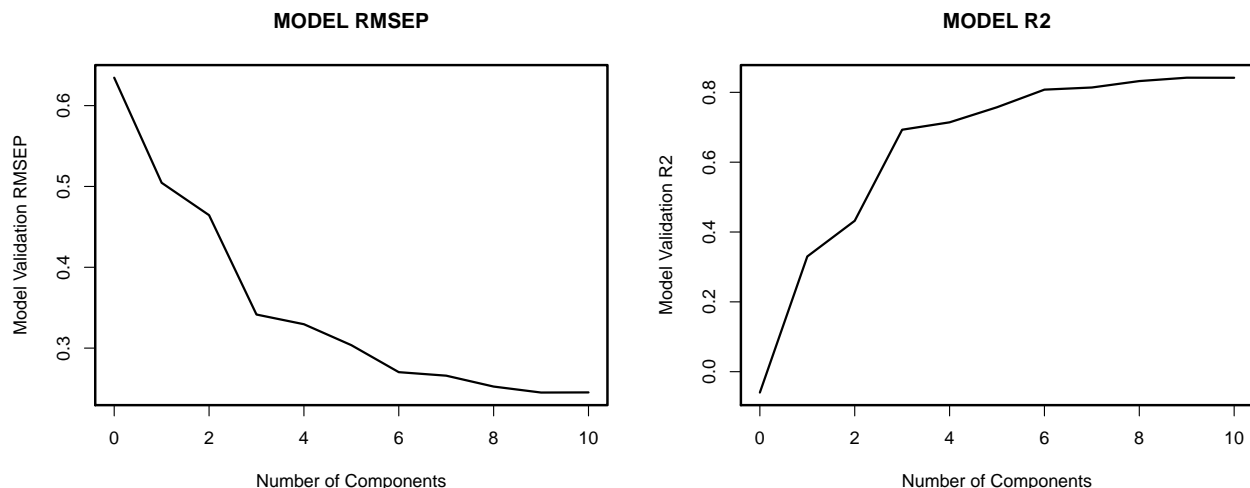 MODEL RMSEP
Model Validation RMSEP
0.6
0.5
0.4
0.3
0 2 4 6 8 10
Number of Components
MODEL R2
Model Validation R2
0.8
0.6
0.4
0.2
0.0
0 2 4 6 8 10
Number of Components